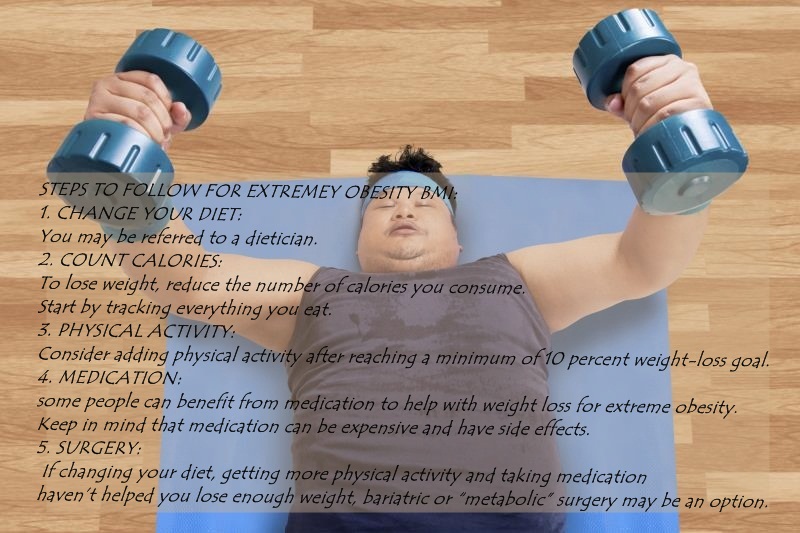 STEPS TO FOLLOW FOR EXTREMEY OBESITY BMI:
1. CHANGE YOUR DIET:
You may be referred to a dietician.
2. COUNT CALORIES:
To lose weight, reduce the number of calories you consume.
Start by tracking everything you eat.
3. PHYSICAL ACTIVITY:
Consider adding physical activity after reaching a minimum of 10 percent weight-loss goal.
4. MEDICATION:
some people can benefit from medication to help with weight loss for extreme obesity.
Keep in mind that medication can be expensive and have side effects.
5. SURGERY:
If changing your diet, getting more physical activity and taking medication
haven't helped you lose enough weight, bariatric or "metabolic" surgery may be an option.